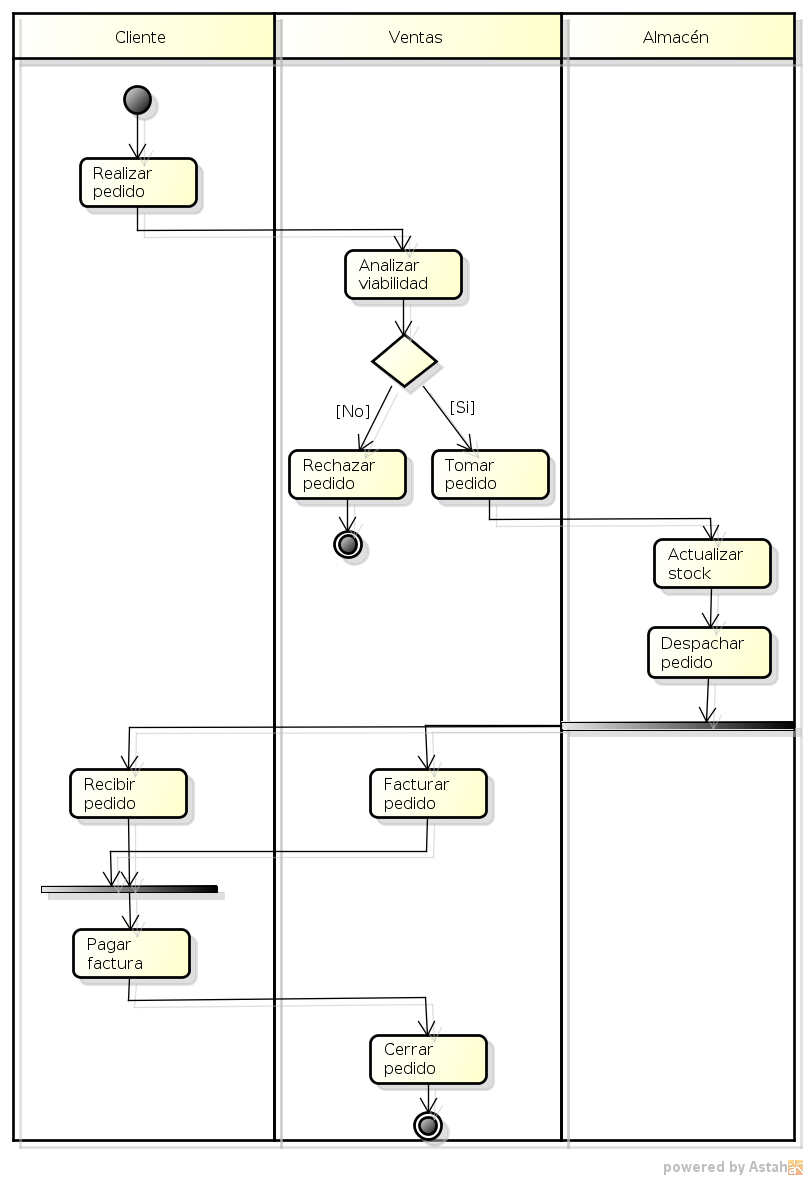 Cliente
Ventas
Almacén
Realizar
pedido
Analizar
viabilidad
[No]
[Si]
Rechazar
pedido
Tomar
pedido
Actualizar
stock
Despachar
pedido
Recibir
pedido
Facturar
pedido
Pagar
factura
Cerrar
pedido
powered by Astah